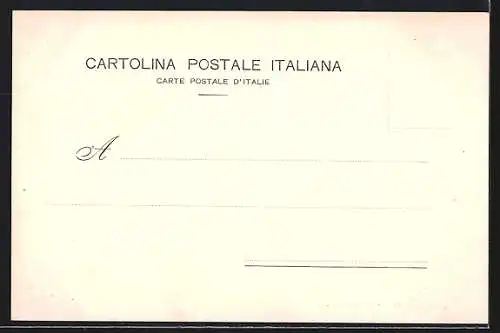 CARTOLINA POSTALE ITALIANA
CARTE POSTALE D'ITALIE
A